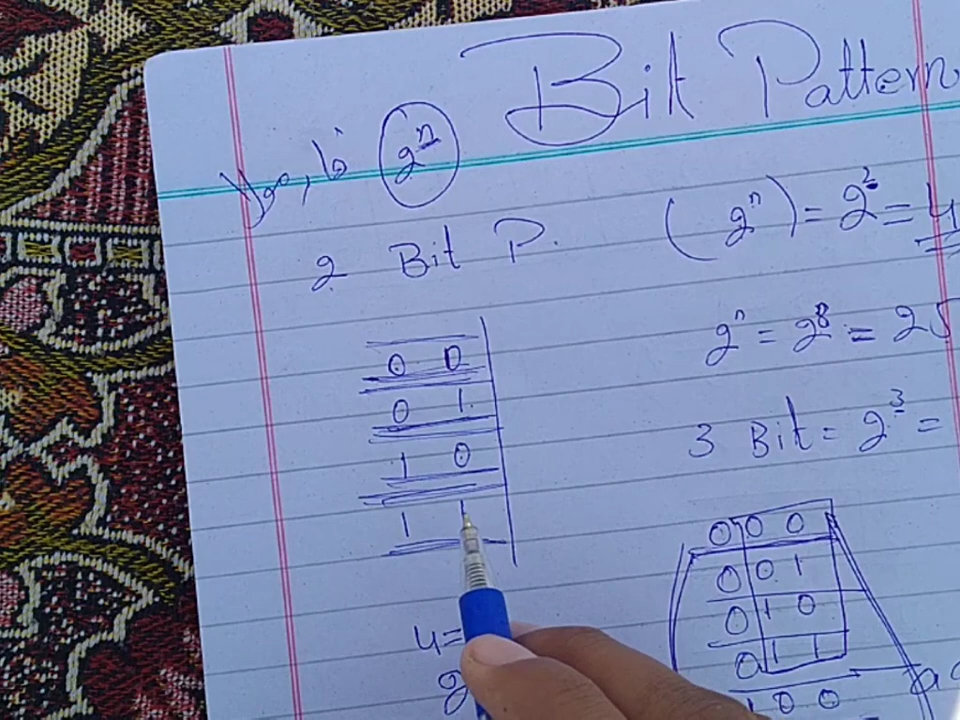 Bit Pattern
2ⁿ
2 Bit P. (2ⁿ) = 2² = 4
2ⁿ = 2⁸ = 25
3 Bit = 2³ =
0 0
0 1
1 0
1 1
0 0 0
0 0 1
0 1 0
0 1 1
1 0 0
4=
2